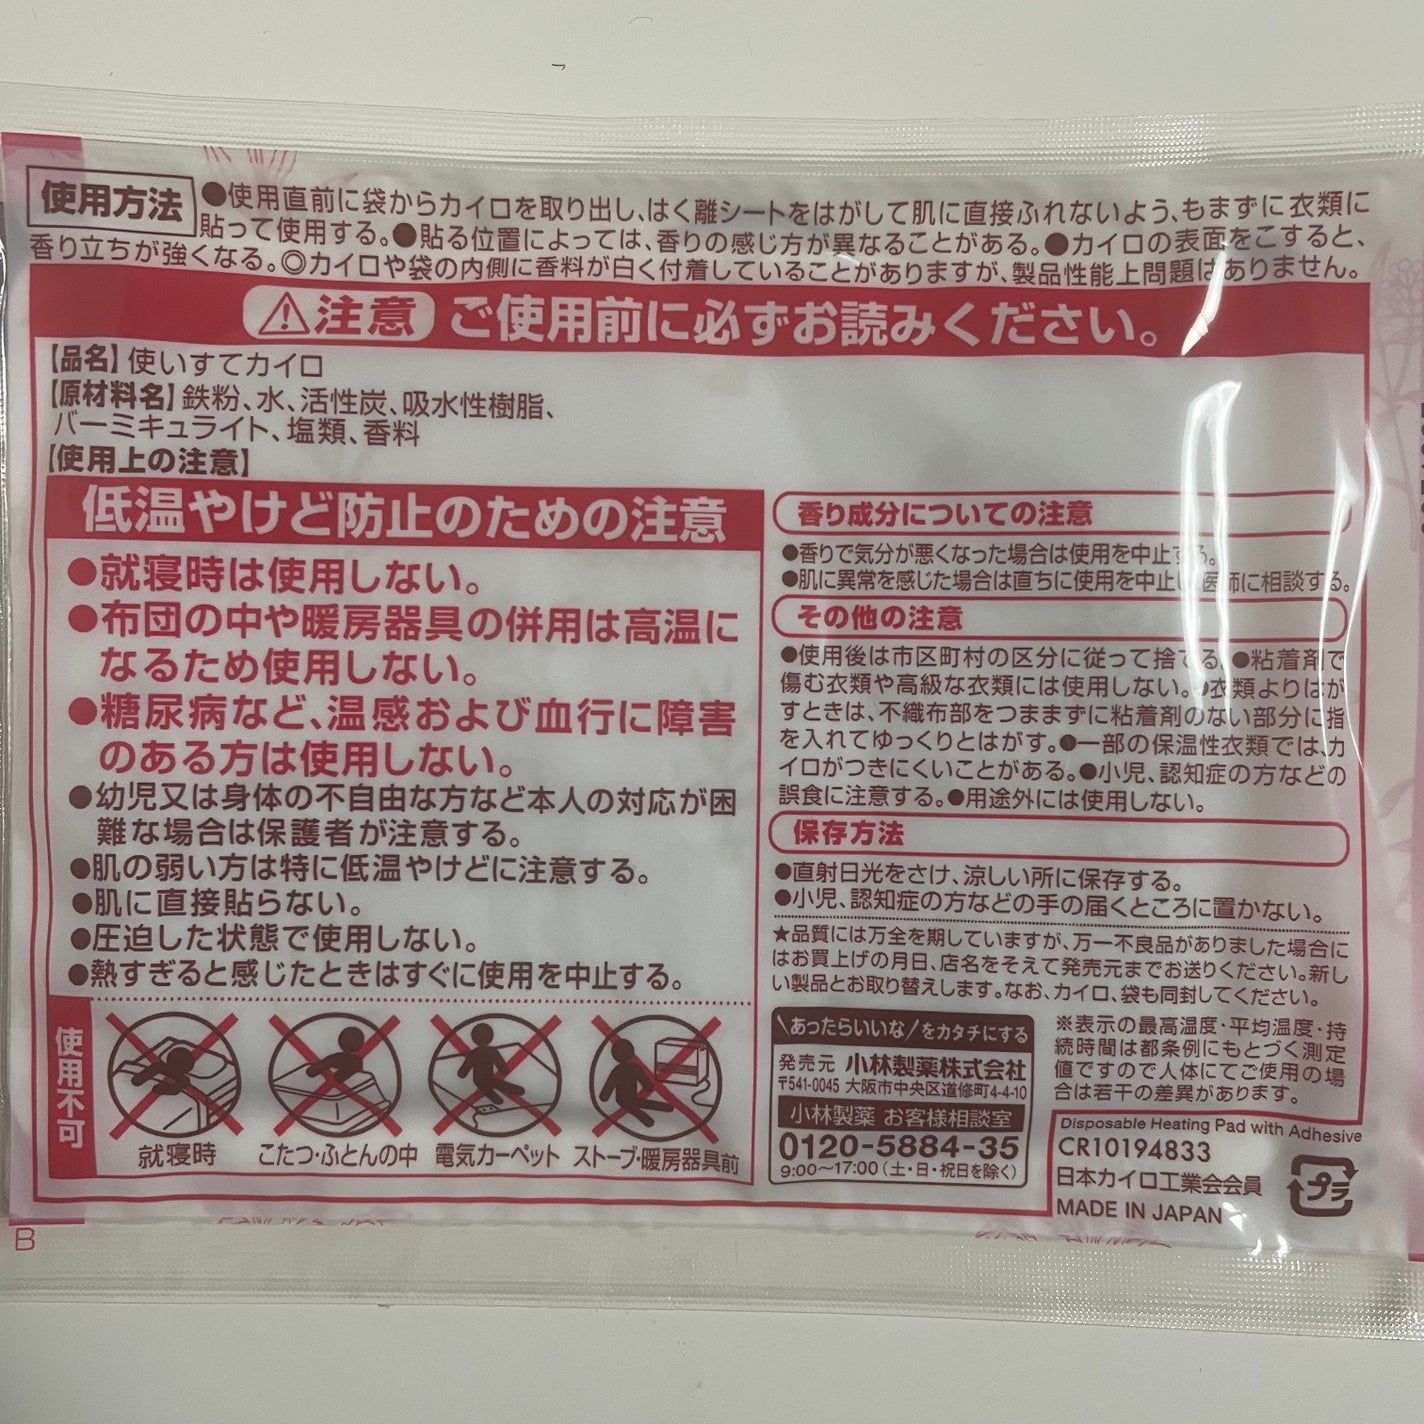 使用方法 ●使用直前に袋からカイロを取り出し、はく離シートをはがして肌に直接ふれないよう、もまずに衣類に
貼って使用する。●貼る位置によっては、香りの感じ方が異なることがある。●カイロの表面をこすると、
香り立ちが強くなる。◎カイロや袋の内側に香料が白く付着していることがありますが、製品性能上問題はありません。
⚠注意 ご使用前に必ずお読みください。
【品名】使いすてカイロ
【原材料名】鉄粉、水、活性炭、吸水性樹脂、
バーミキュライト、塩類、香料
【使用上の注意】
低温やけど防止のための注意
●就寝時は使用しない。
●布団の中や暖房器具の併用は高温に
なるため使用しない。
●糖尿病など、温感および血行に障害
のある方は使用しない。
●幼児又は身体の不自由な方など本人の対応が困
難な場合は保護者が注意する。
●肌の弱い方は特に低温やけどに注意する。
●肌に直接貼らない。
●圧迫した状態で使用しない。
●熱すぎると感じたときはすぐに使用を中止する。
使用不可
就寝時
こたつ・ふとんの中
電気カーペット
ストーブ・暖房器具前
香り成分についての注意
●香りで気分が悪くなった場合は使用を中止する。
●肌に異常を感じた場合は直ちに使用を中止し医師に相談する。
その他の注意
●使用後は市区町村の区分に従って捨てる。●粘着剤で
傷む衣類や高級な衣類には使用しない。●衣類よりはが
すときは、不織布部をつままずに粘着剤のない部分に指
を入れてゆっくりとはがす。●一部の保温性衣類では、カ
イロがつきにくいことがある。●小児、認知症の方などの
誤食に注意する。●用途外には使用しない。
保存方法
●直射日光をさけ、涼しい所に保存する。
●小児、認知症の方などの手の届くところに置かない。
★品質には万全を期していますが、万一不良品がありました場合に
はお買上げの月日、店名をそえて発売元までお送りください。新し
い製品とお取り替えします。なお、カイロ、袋も同封してください。
\あったらいいな/をカタチにする
発売元 小林製薬株式会社
〒541-0045 大阪市中央区道修町4-4-10
小林製薬 お客様相談室
0120-5884-35
9:00〜17:00(土・日・祝日を除く)
※表示の最高温度・平均温度・持
続時間は都条例にもとづく測定
値ですので人体にてご使用の場
合は若干の差異があります。
Disposable Heating Pad with Adhesive
CR10194833
日本カイロ工業会会員
MADE IN JAPAN
プラ
B